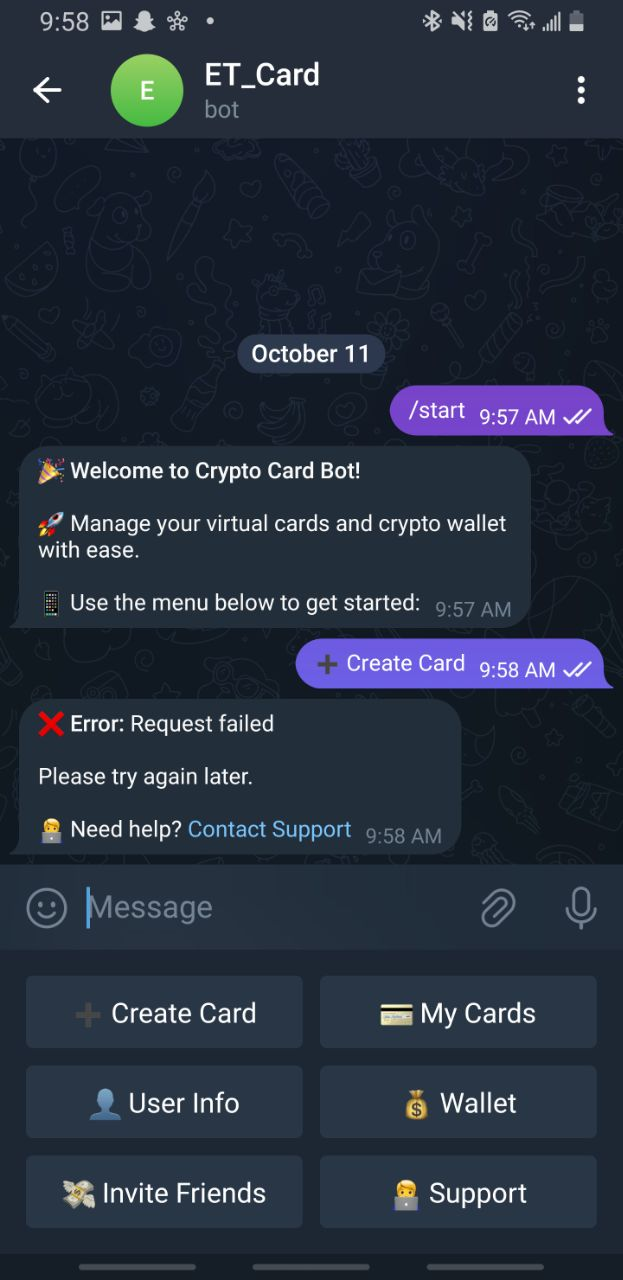 9:58
E
ET_Card
bot
October 11
/start 9:57 AM
🎉 Welcome to Crypto Card Bot!
🚀 Manage your virtual cards and crypto wallet
with ease.
📱 Use the menu below to get started: 9:57 AM
➕ Create Card 9:58 AM
❌ Error: Request failed
Please try again later.
🧑‍💻 Need help? Contact Support 9:58 AM
Message
➕ Create Card
💳 My Cards
👤 User Info
💰 Wallet
💸 Invite Friends
🧑‍💻 Support